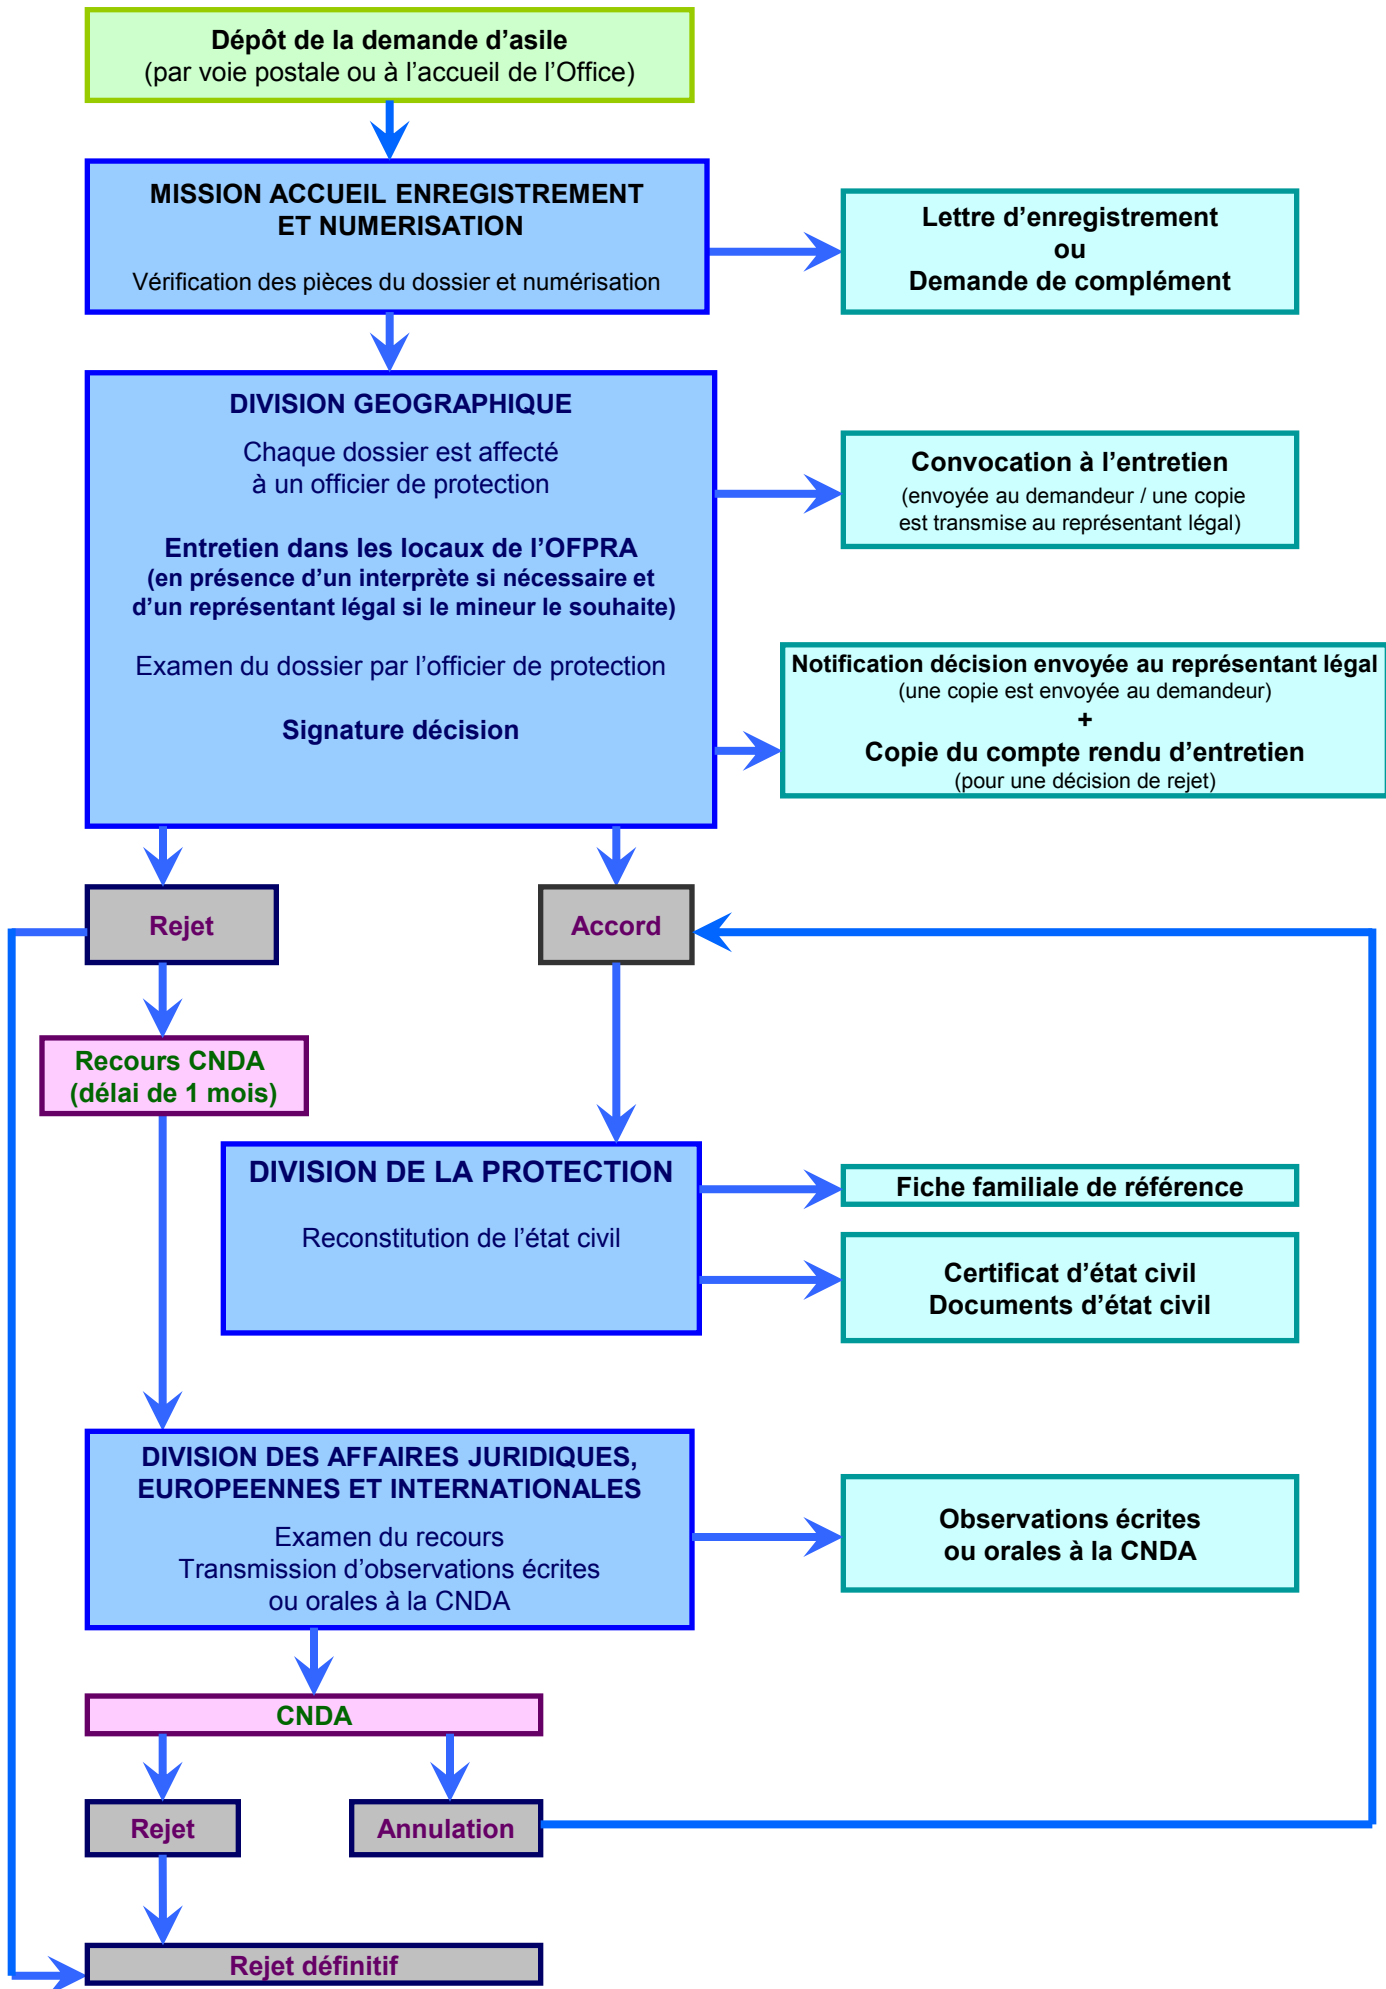 Dépôt de la demande d’asile
(par voie postale ou à l’accueil de l’Office)
MISSION ACCUEIL ENREGISTREMENT
ET NUMERISATION
Vérification des pièces du dossier et numérisation
Lettre d’enregistrement
ou
Demande de complément
DIVISION GEOGRAPHIQUE
Chaque dossier est affecté
à un officier de protection
Entretien dans les locaux de l’OFPRA
(en présence d’un interprète si nécessaire et
d’un représentant légal si le mineur le souhaite)
Examen du dossier par l’officier de protection
Signature décision
Convocation à l’entretien
(envoyée au demandeur / une copie
est transmise au représentant légal)
Notification décision envoyée au représentant légal
(une copie est envoyée au demandeur)
+
Copie du compte rendu d’entretien
(pour une décision de rejet)
Rejet
Accord
Recours CNDA
(délai de 1 mois)
DIVISION DE LA PROTECTION
Reconstitution de l’état civil
Fiche familiale de référence
Certificat d’état civil
Documents d’état civil
DIVISION DES AFFAIRES JURIDIQUES,
EUROPEENNES ET INTERNATIONALES
Examen du recours
Transmission d’observations écrites
ou orales à la CNDA
Observations écrites
ou orales à la CNDA
CNDA
Rejet
Annulation
Rejet définitif